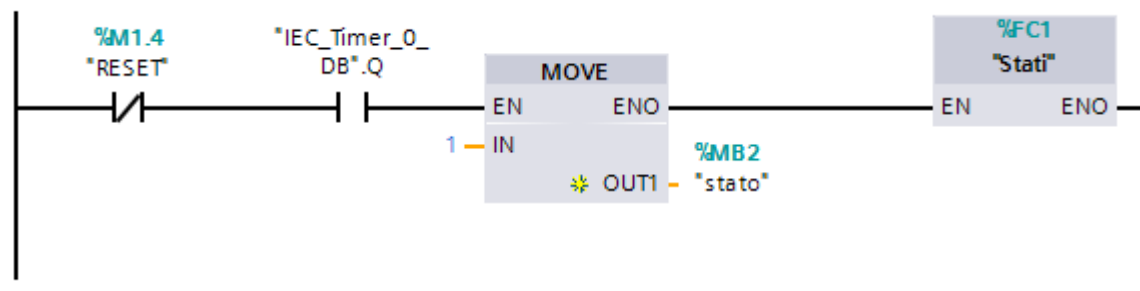 %M1.4
"RESET"
"IEC_Timer_0_
DB".Q
MOVE
EN ENO
1 IN
OUT1
%MB2
"stato"
%FC1
"Stati"
EN ENO